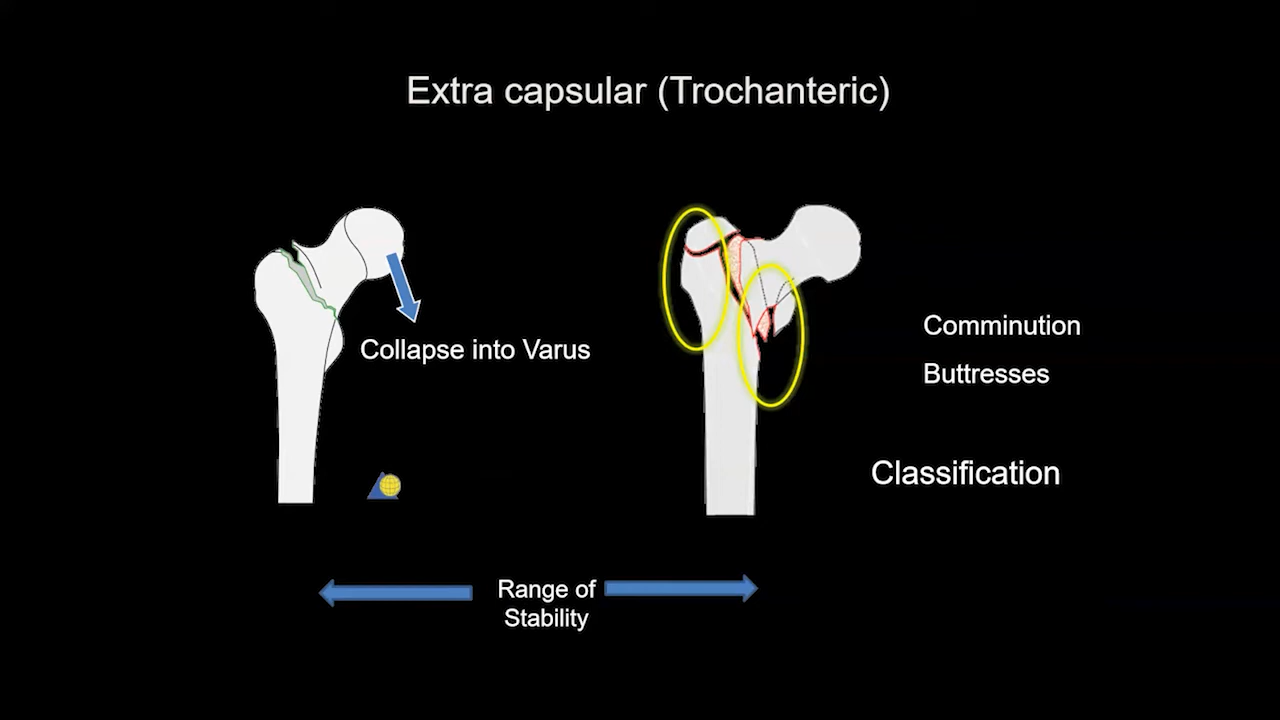 Extra capsular (Trochanteric)
Collapse into Varus
Comminution
Buttresses
Classification
Range of
Stability